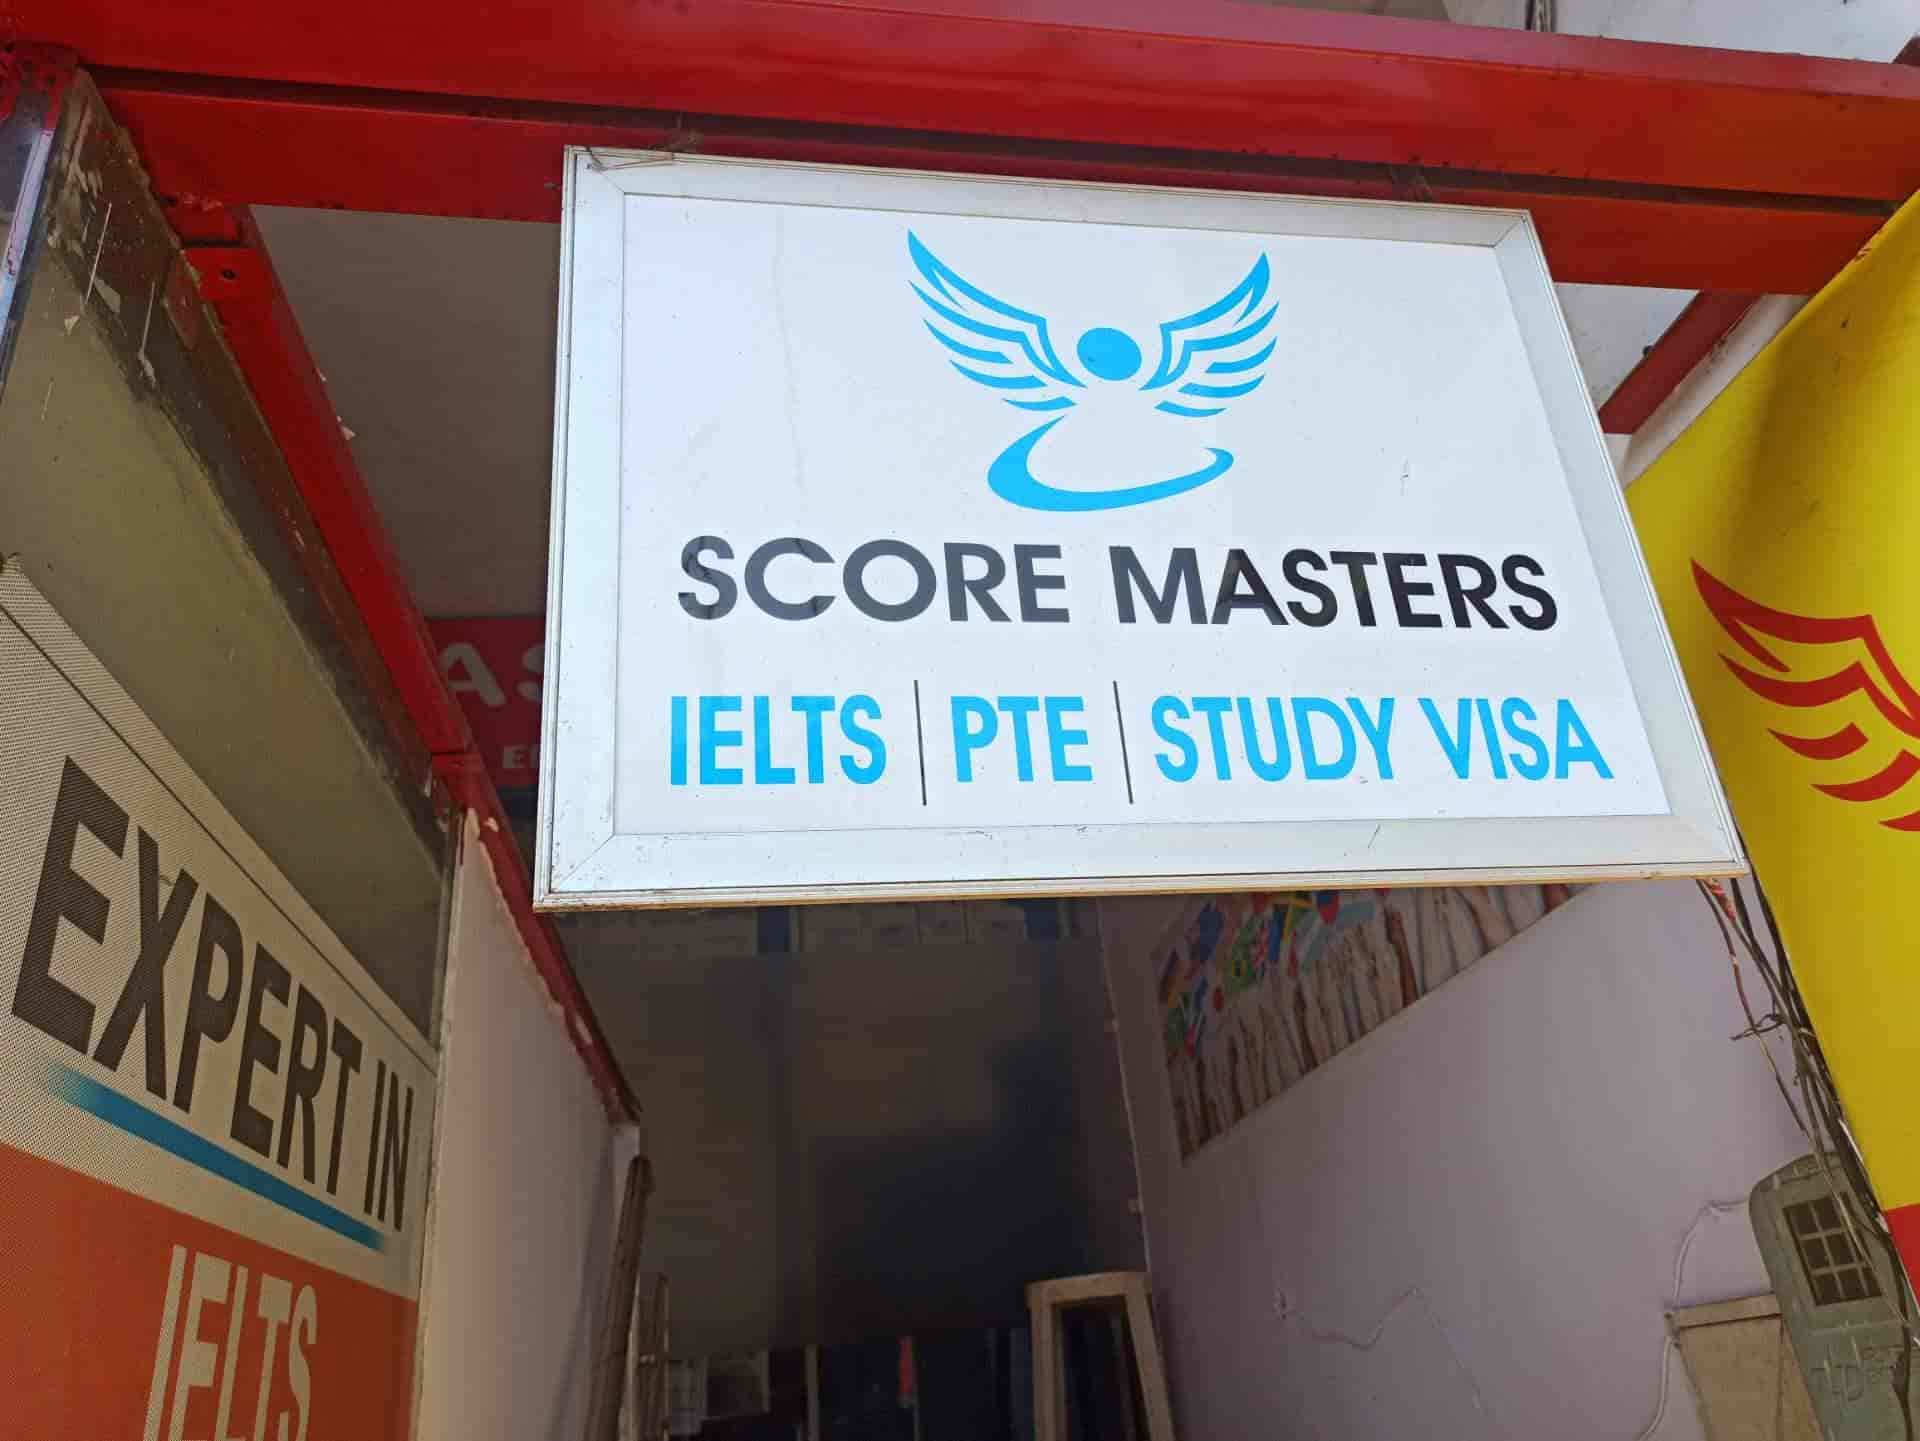 SCORE MASTERS
IELTS | PTE | STUDY VISA
EXPERT IN
IELTS